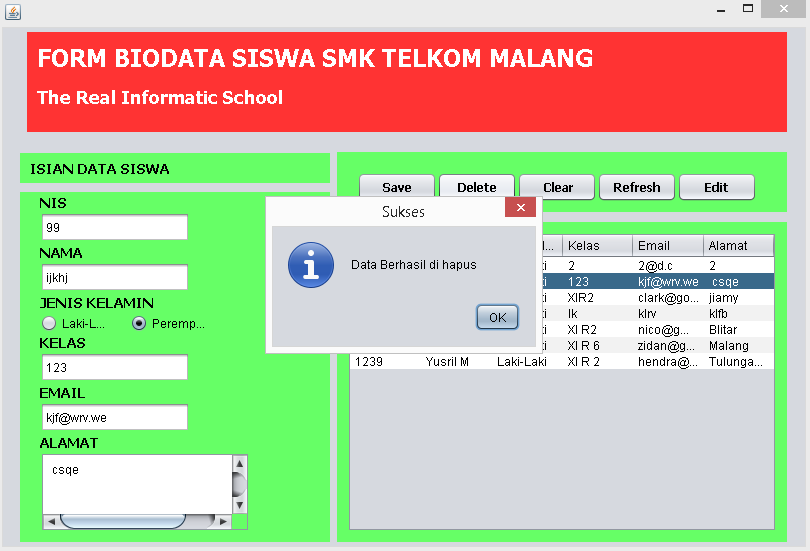 FORM BIODATA SISWA SMK TELKOM MALANG
The Real Informatic School
ISIAN DATA SISWA
NIS
99
NAMA
ijkhj
JENIS KELAMIN
Laki-L... Peremp...
KELAS
123
EMAIL
kjf@wrv.we
ALAMAT
csqe
Save Delete Clear Refresh Edit
Sukses
Data Berhasil di hapus
OK
Kelas Email Alamat
2 2@d.c 2
123 kjf@wrv.we csqe
XIR2 clark@go... jiamy
lk klrv klfb
XI R2 nico@g... Blitar
XI R 6 zidan@g... Malang
1239 Yusril M Laki-Laki XI R 2 hendra@... Tulunga...